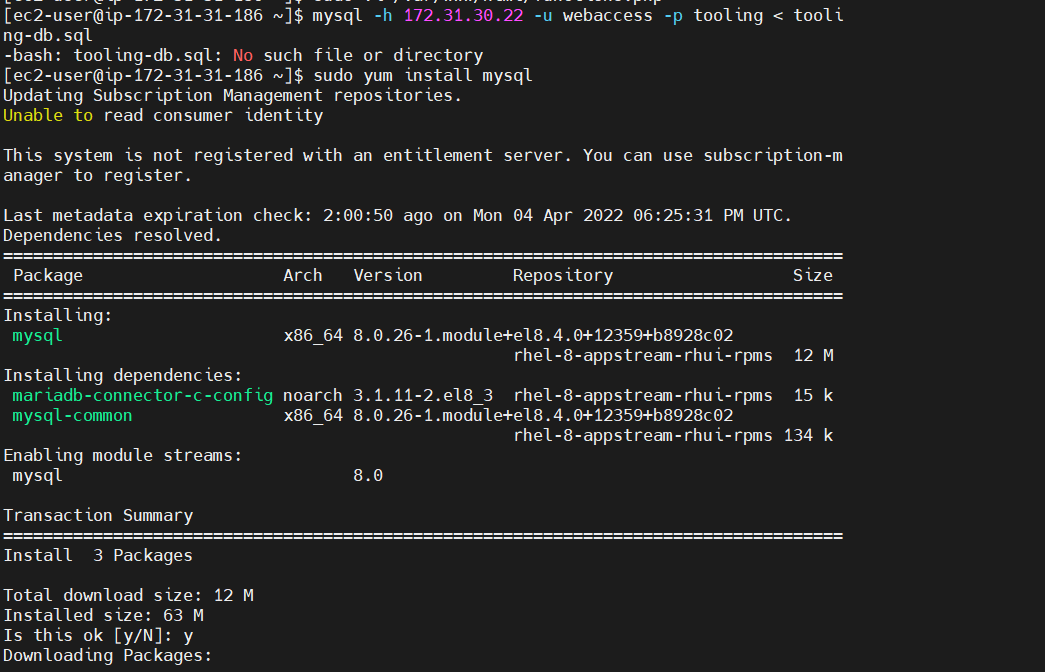 [ec2-user@ip-172-31-31-186 ~]$ mysql -h 172.31.30.22 -u webaccess -p tooling < tooli
ng-db.sql
-bash: tooling-db.sql: No such file or directory
[ec2-user@ip-172-31-31-186 ~]$ sudo yum install mysql
Updating Subscription Management repositories.
Unable to read consumer identity

This system is not registered with an entitlement server. You can use subscription-m
anager to register.

Last metadata expiration check: 2:00:50 ago on Mon 04 Apr 2022 06:25:31 PM UTC.
Dependencies resolved.
====================================================================================
 Package                    Arch   Version         Repository                  Size
====================================================================================
Installing:
 mysql                      x86_64 8.0.26-1.module+el8.4.0+12359+b8928c02
                                                   rhel-8-appstream-rhui-rpms  12 M
Installing dependencies:
 mariadb-connector-c-config noarch 3.1.11-2.el8_3  rhel-8-appstream-rhui-rpms  15 k
 mysql-common               x86_64 8.0.26-1.module+el8.4.0+12359+b8928c02
                                                   rhel-8-appstream-rhui-rpms 134 k
Enabling module streams:
 mysql                             8.0

Transaction Summary
====================================================================================
Install  3 Packages

Total download size: 12 M
Installed size: 63 M
Is this ok [y/N]: y
Downloading Packages: